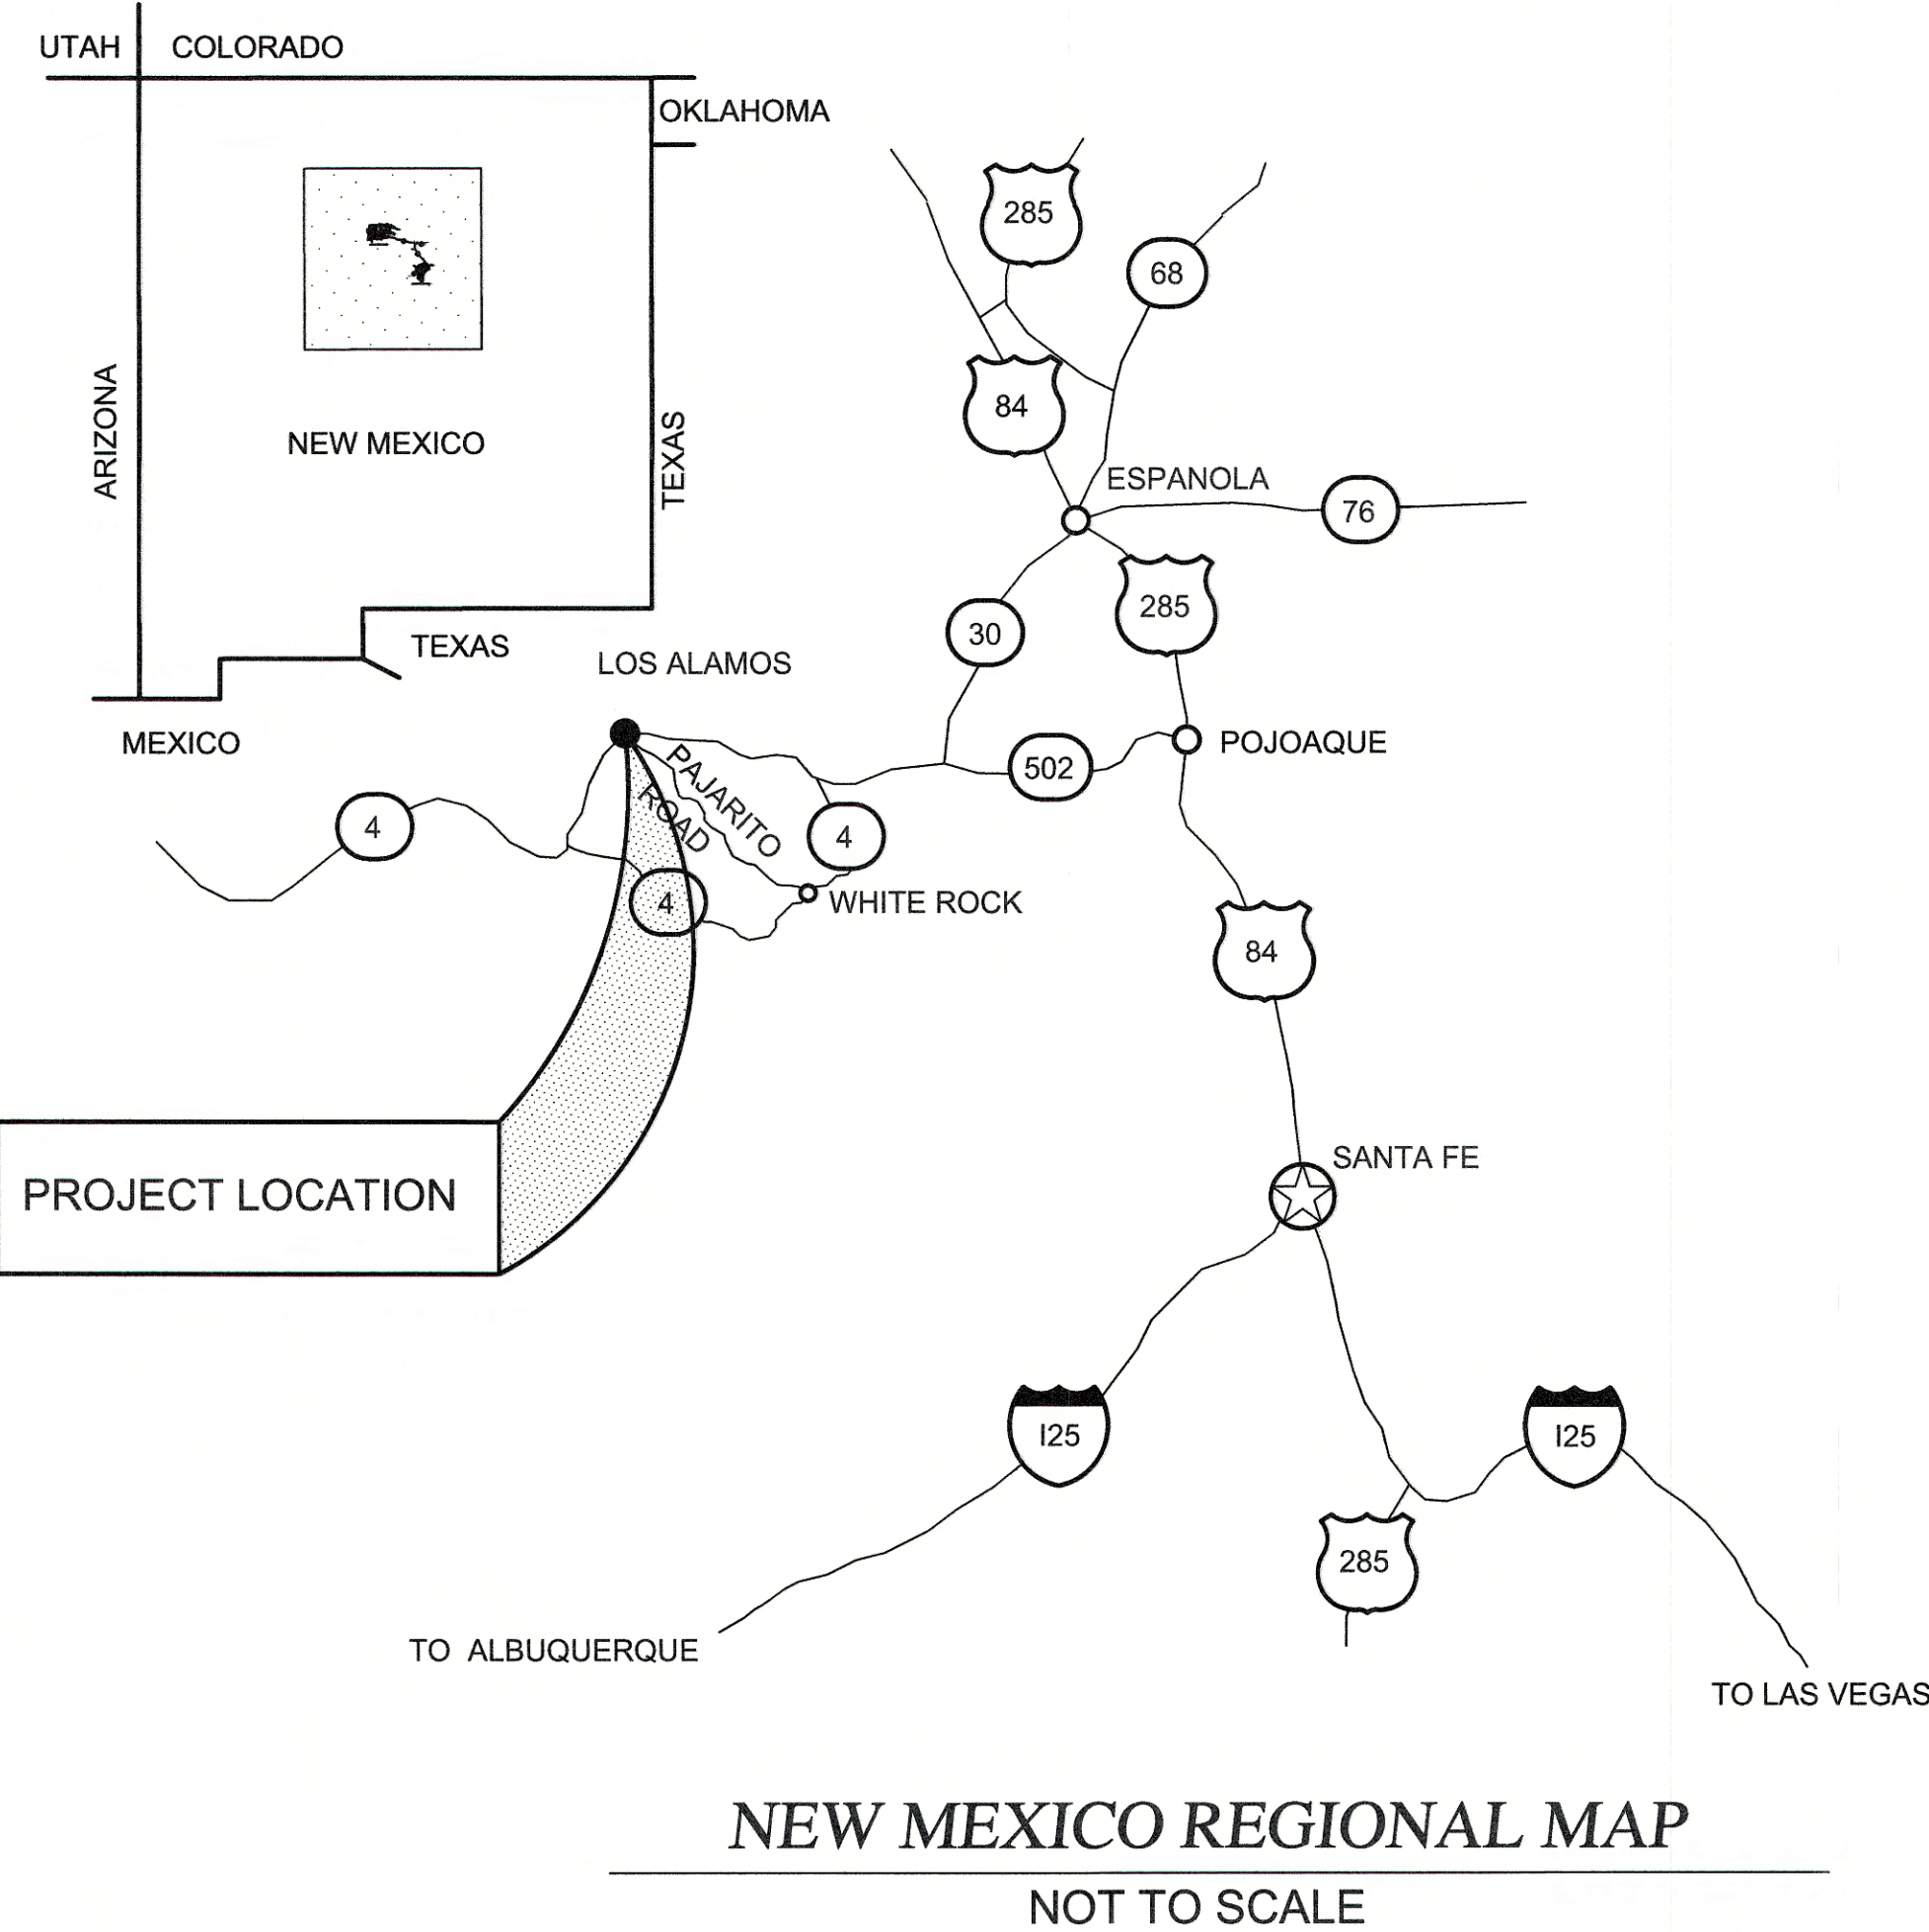 UTAH
COLORADO
OKLAHOMA
ARIZONA
NEW MEXICO
TEXAS
TEXAS
MEXICO
285
68
84
ESPANOLA
76
285
30
LOS ALAMOS
POJOAQUE
502
PAJARITO
ROAD
4
4
4
WHITE ROCK
84
PROJECT LOCATION
SANTA FE
I25
I25
285
TO ALBUQUERQUE
TO LAS VEGAS
NEW MEXICO REGIONAL MAP
NOT TO SCALE